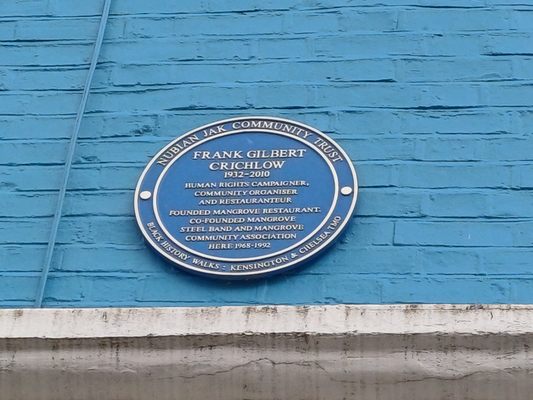 NUBIAN JAK COMMUNITY TRUST
FRANK GILBERT
CRICHLOW
1932-2010
HUMAN RIGHTS CAMPAIGNER,
COMMUNITY ORGANISER
AND RESTAURATEUR
FOUNDED MANGROVE RESTAURANT.
CO-FOUNDED MANGROVE
STEEL BAND AND MANGROVE
COMMUNITY ASSOCIATION
HERE 1968-1992
BLACK HISTORY WALKS : KENSINGTON & CHELSEA TMO